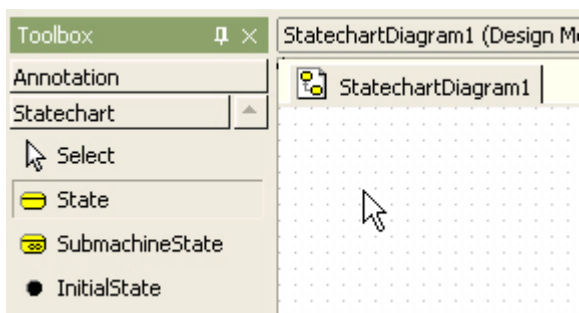 Toolbox
StatechartDiagram1 (Design M
Annotation
StatechartDiagram1
Statechart
Select
State
SubmachineState
InitialState